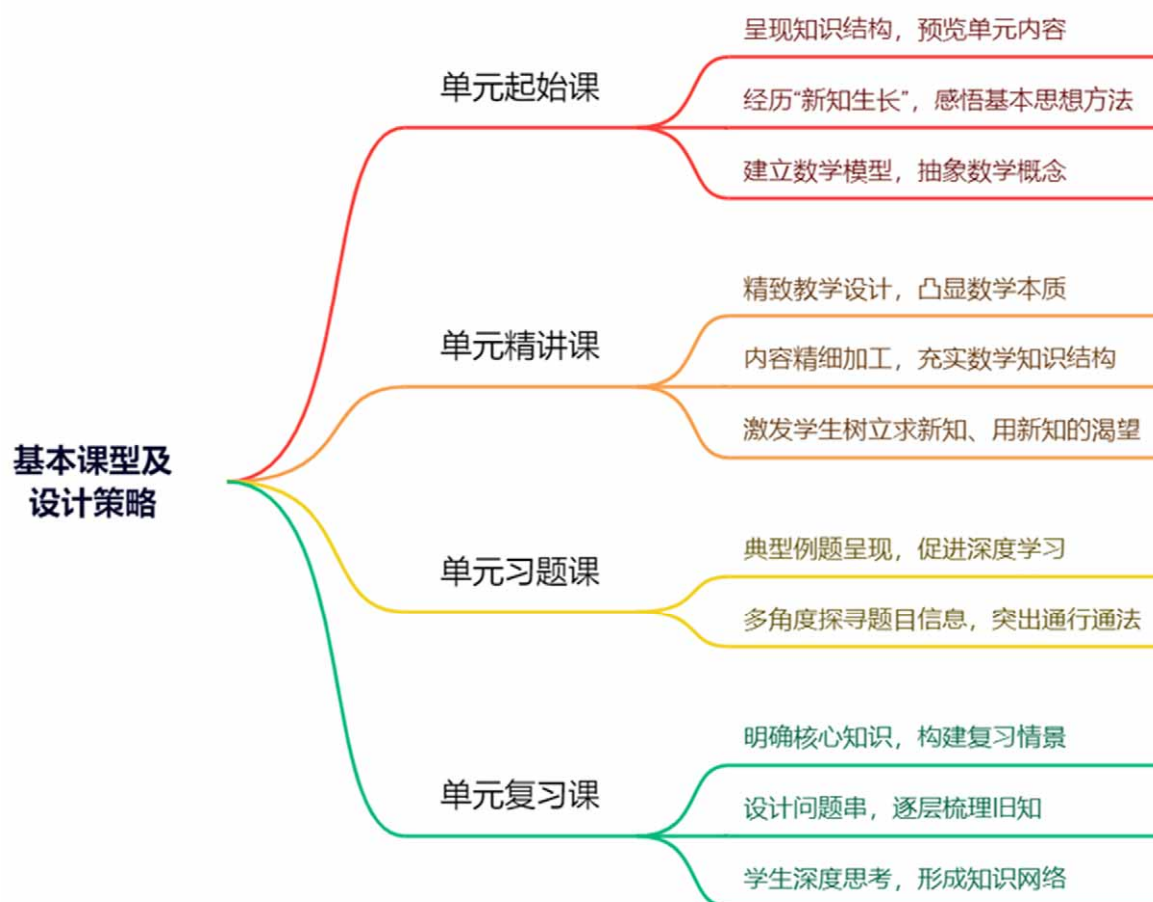 基本课型及
设计策略
单元起始课
呈现知识结构，预览单元内容
经历“新知生长”，感悟基本思想方法
建立数学模型，抽象数学概念
单元精讲课
精致教学设计，凸显数学本质
内容精细加工，充实数学知识结构
激发学生树立求新知、用新知的渴望
单元习题课
典型例题呈现，促进深度学习
多角度探寻题目信息，突出通行通法
单元复习课
明确核心知识，构建复习情景
设计问题串，逐层梳理旧知
学生深度思考，形成知识网络